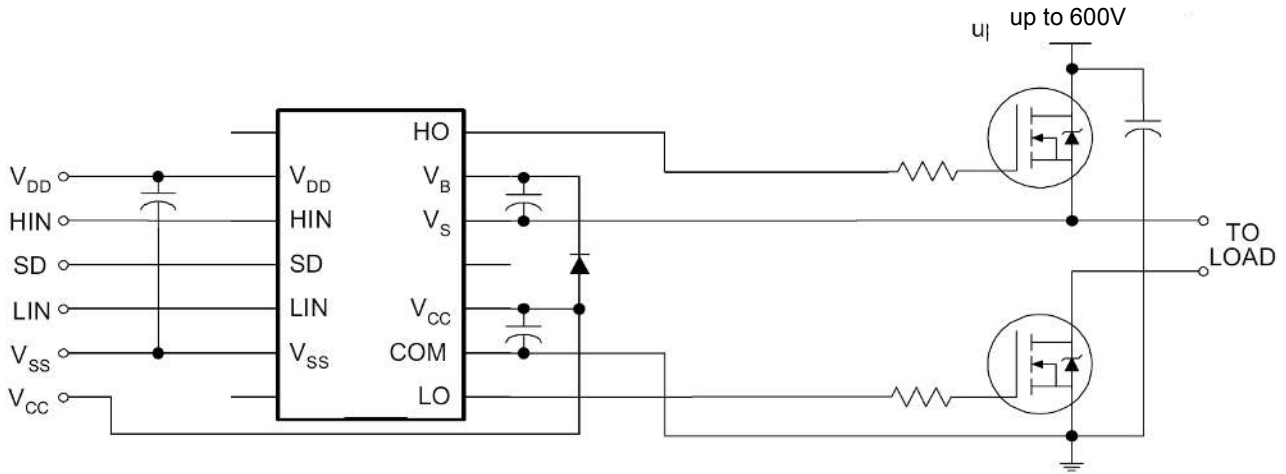 up to 600V
u|
HO
V_DD
V_DD
V_B
HIN
HIN
V_S
TO
LOAD
SD
SD
LIN
LIN
V_CC
V_SS
V_SS
COM
V_CC
LO